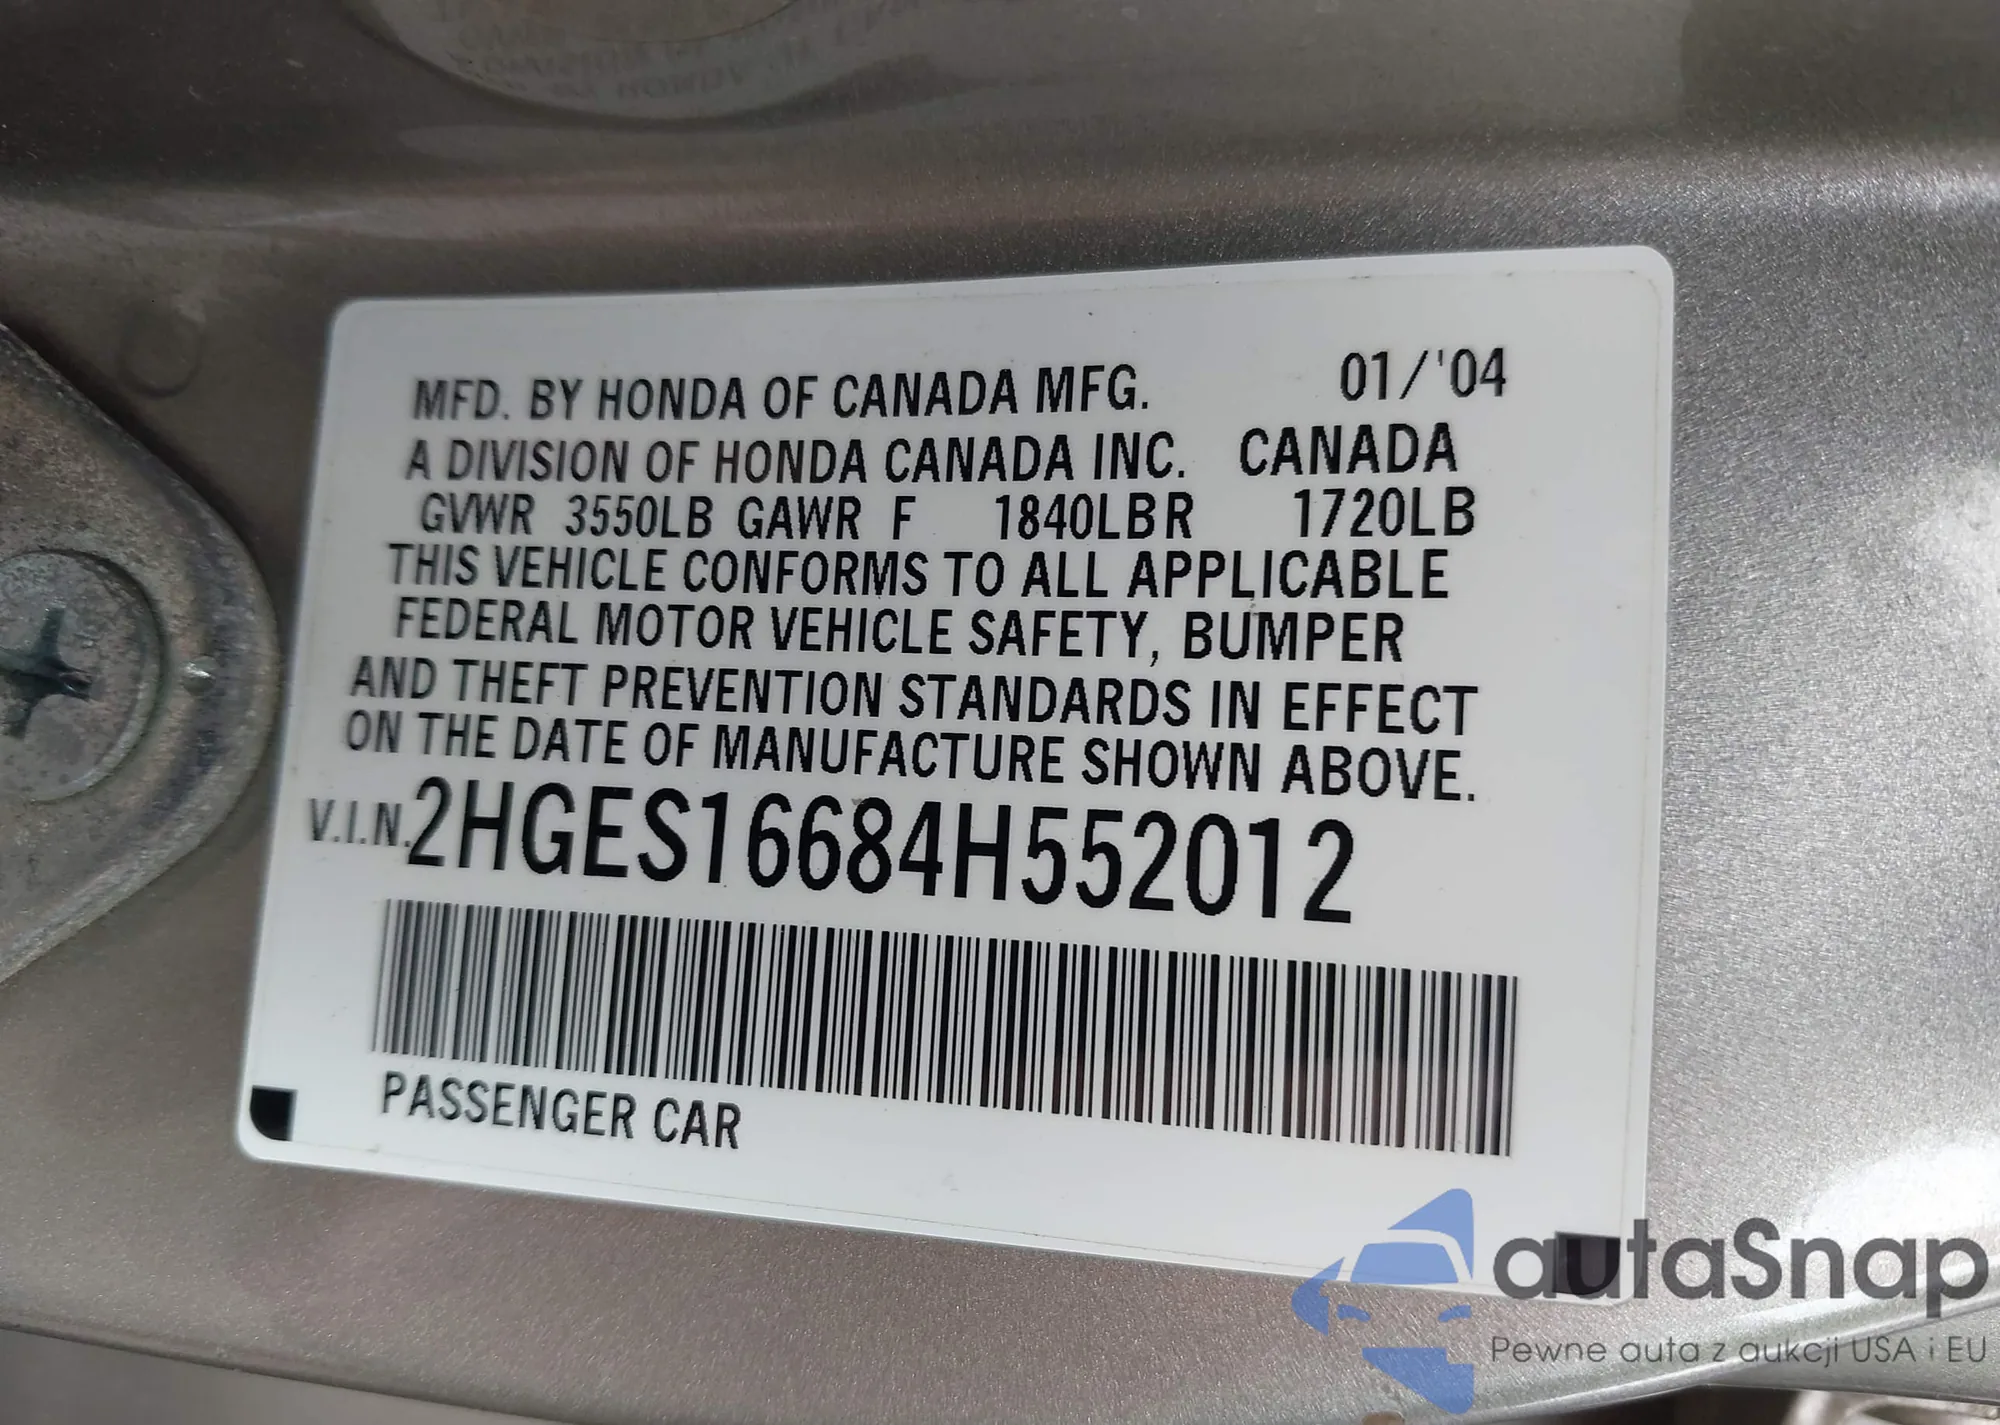 MFD. BY HONDA OF CANADA MFG. 01/'04
A DIVISION OF HONDA CANADA INC. CANADA
GVWR 3550LB GAWR F 1840LBR 1720LB
THIS VEHICLE CONFORMS TO ALL APPLICABLE
FEDERAL MOTOR VEHICLE SAFETY, BUMPER
AND THEFT PREVENTION STANDARDS IN EFFECT
ON THE DATE OF MANUFACTURE SHOWN ABOVE.
V.I.N. 2HGES16684H552012
PASSENGER CAR
autaSnap
Pewne auta z aukcji USA i EU